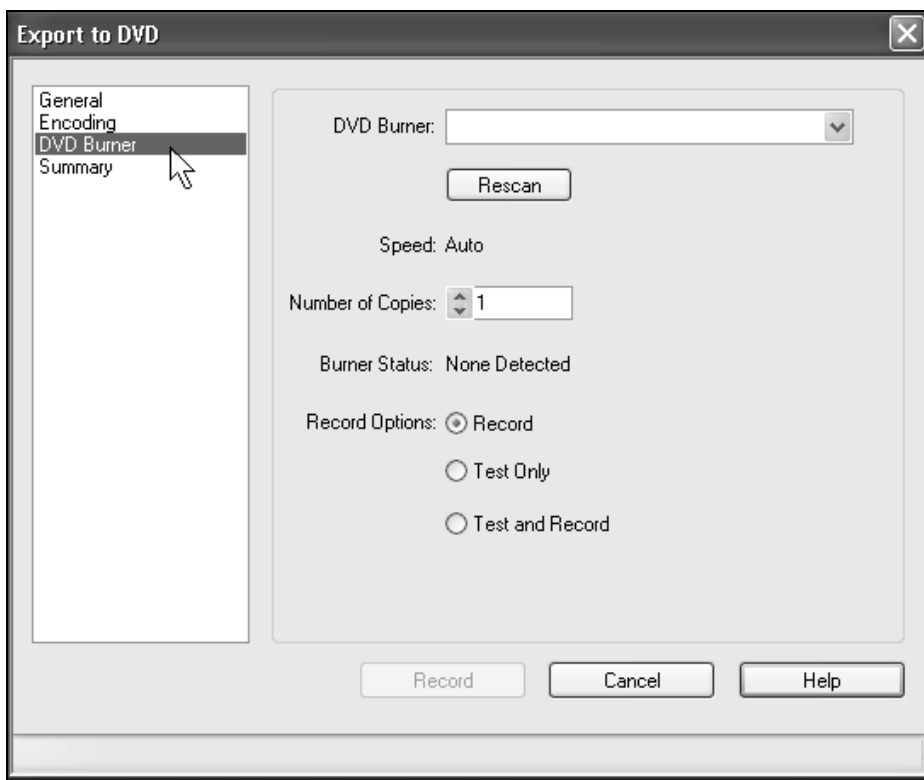 Export to DVD
General
Encoding
DVD Burner
Summary
DVD Burner:
Rescan
Speed: Auto
Number of Copies: 1
Burner Status: None Detected
Record Options: Record
Test Only
Test and Record
Record
Cancel
Help